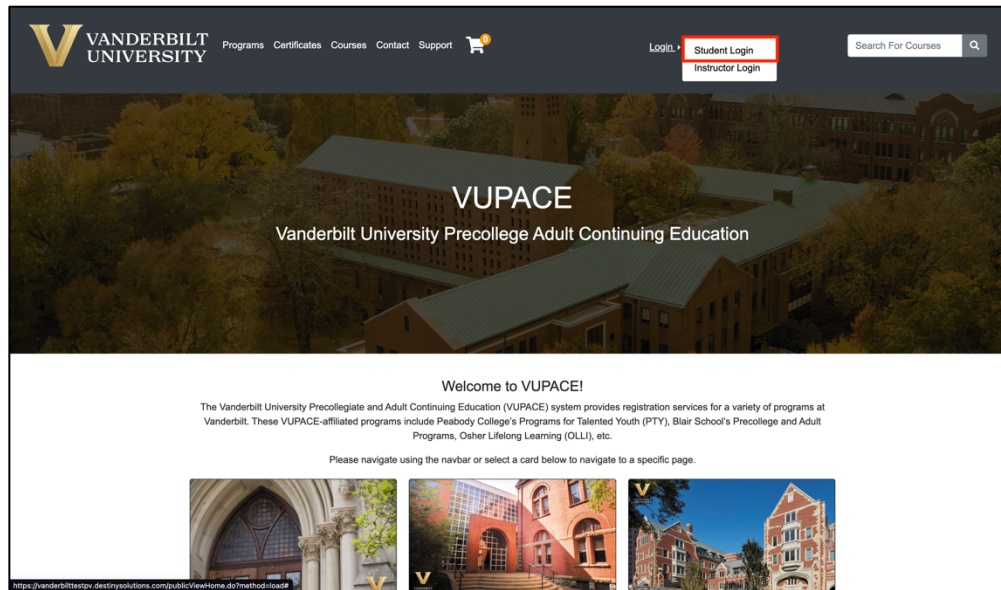 VANDERBILT
UNIVERSITY
Programs Certificates Courses Contact Support 0
Login Student Login
Instructor Login
Search For Courses
VUPACE
Vanderbilt University Precollege Adult Continuing Education
Welcome to VUPACE!
The Vanderbilt University Precollegiate and Adult Continuing Education (VUPACE) system provides registration services for a variety of programs at
Vanderbilt. These VUPACE-affiliated programs include Peabody College's Programs for Talented Youth (PTY), Blair School's Precollege and Adult
Programs, Osher Lifelong Learning (OLLI), etc.
Please navigate using the navbar or select a card below to navigate to a specific page.
https://vanderbilttestpv.destinysolutions.com/publicViewHome.do?method=load#